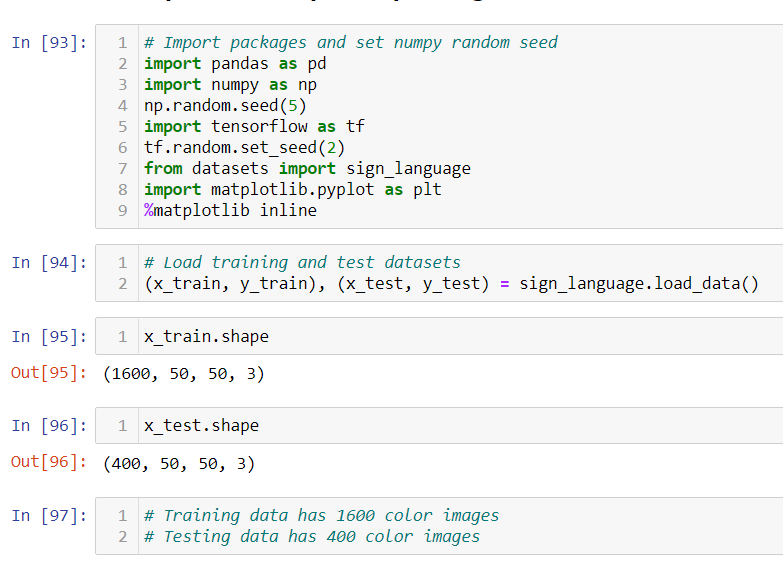 In [93]:
1 # Import packages and set numpy random seed
2 import pandas as pd
3 import numpy as np
4 np.random.seed(5)
5 import tensorflow as tf
6 tf.random.set_seed(2)
7 from datasets import sign_language
8 import matplotlib.pyplot as plt
9 %matplotlib inline
In [94]:
1 # Load training and test datasets
2 (x_train, y_train), (x_test, y_test) = sign_language.load_data()
In [95]:
1 x_train.shape
Out[95]: (1600, 50, 50, 3)
In [96]:
1 x_test.shape
Out[96]: (400, 50, 50, 3)
In [97]:
1 # Training data has 1600 color images
2 # Testing data has 400 color images